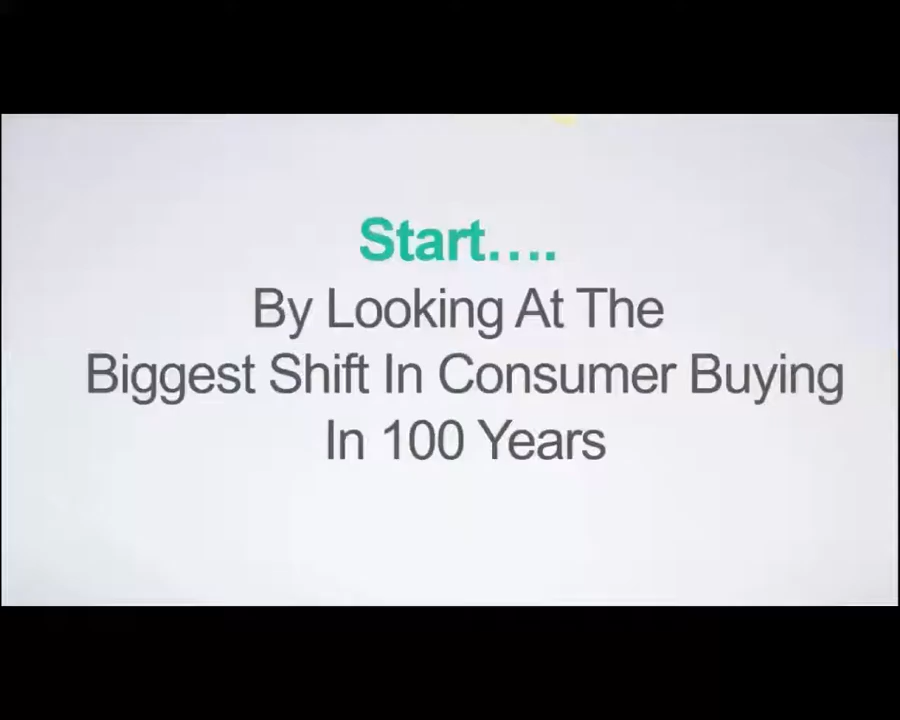 Start....
By Looking At The
Biggest Shift In Consumer Buying
In 100 Years